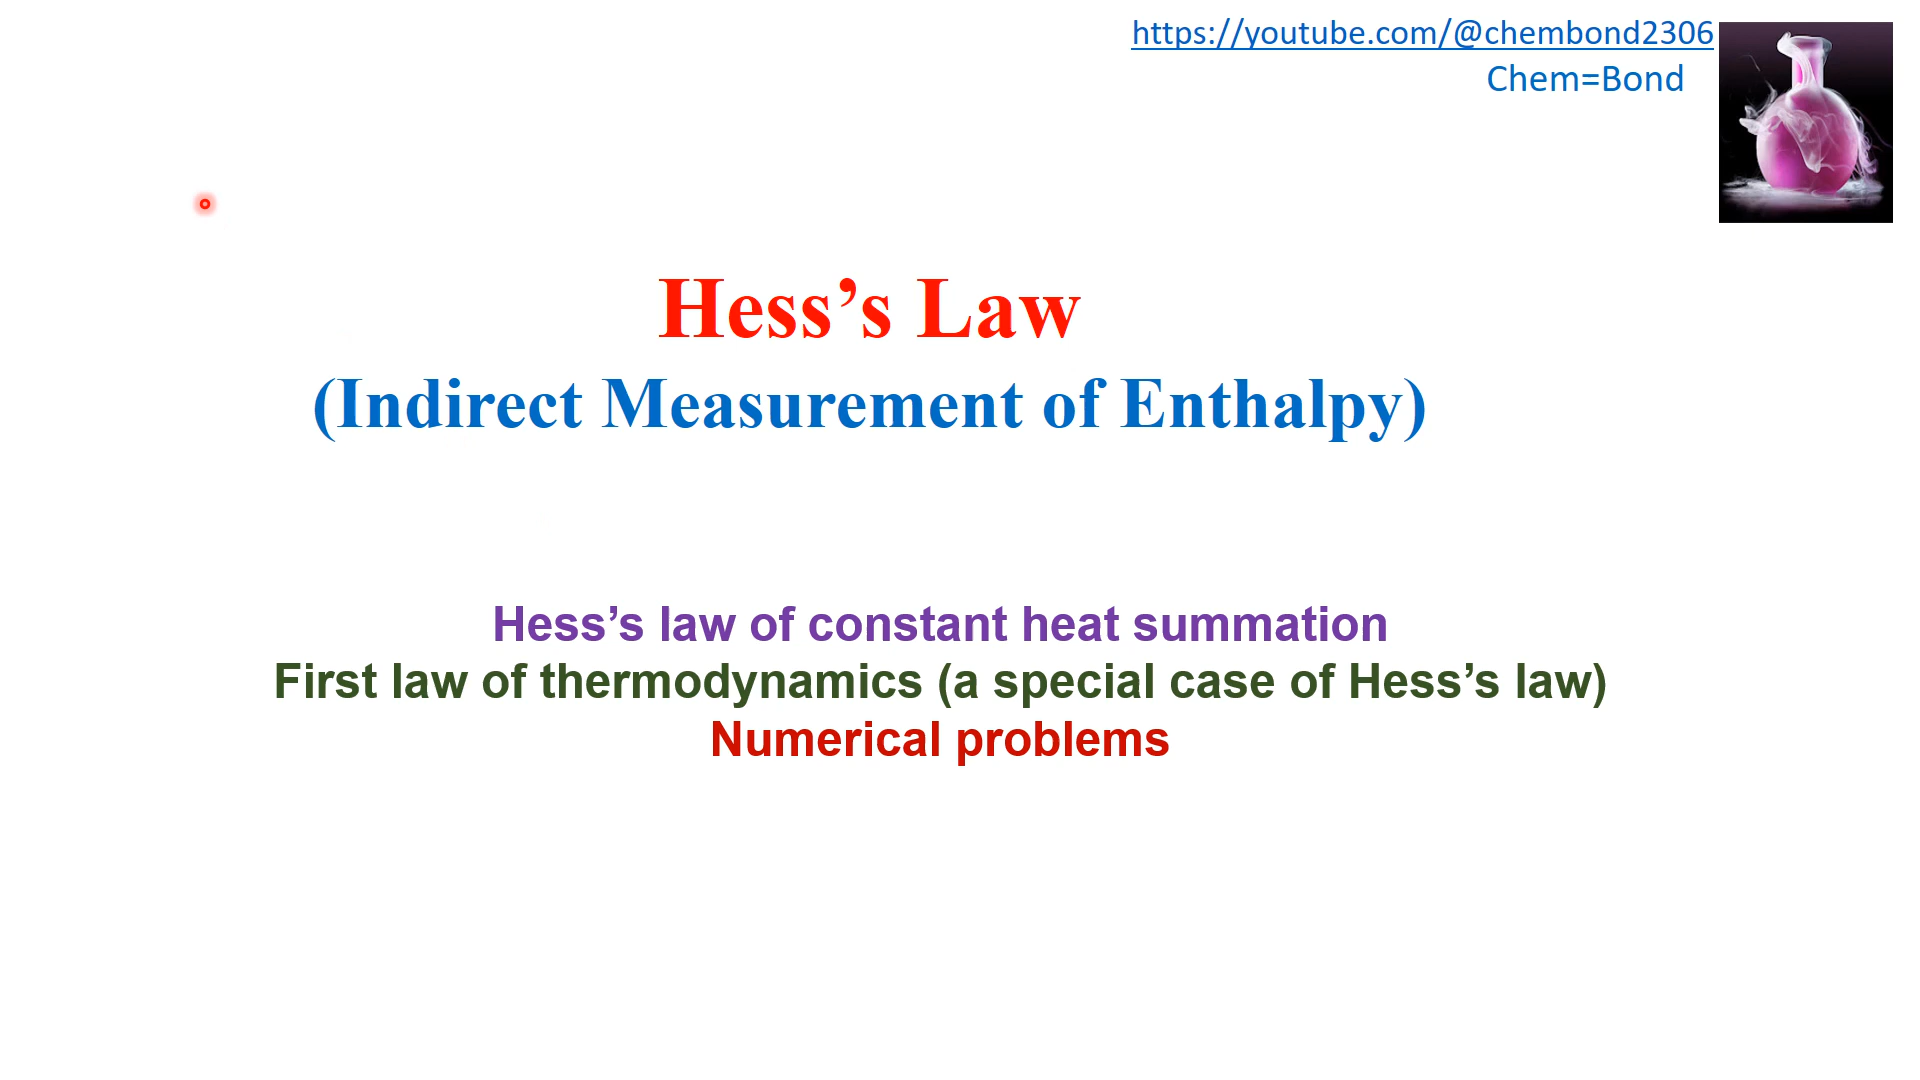 https://youtube.com/@chembond2306
Chem=Bond
Hess’s Law
(Indirect Measurement of Enthalpy)
Hess’s law of constant heat summation
First law of thermodynamics (a special case of Hess’s law)
Numerical problems